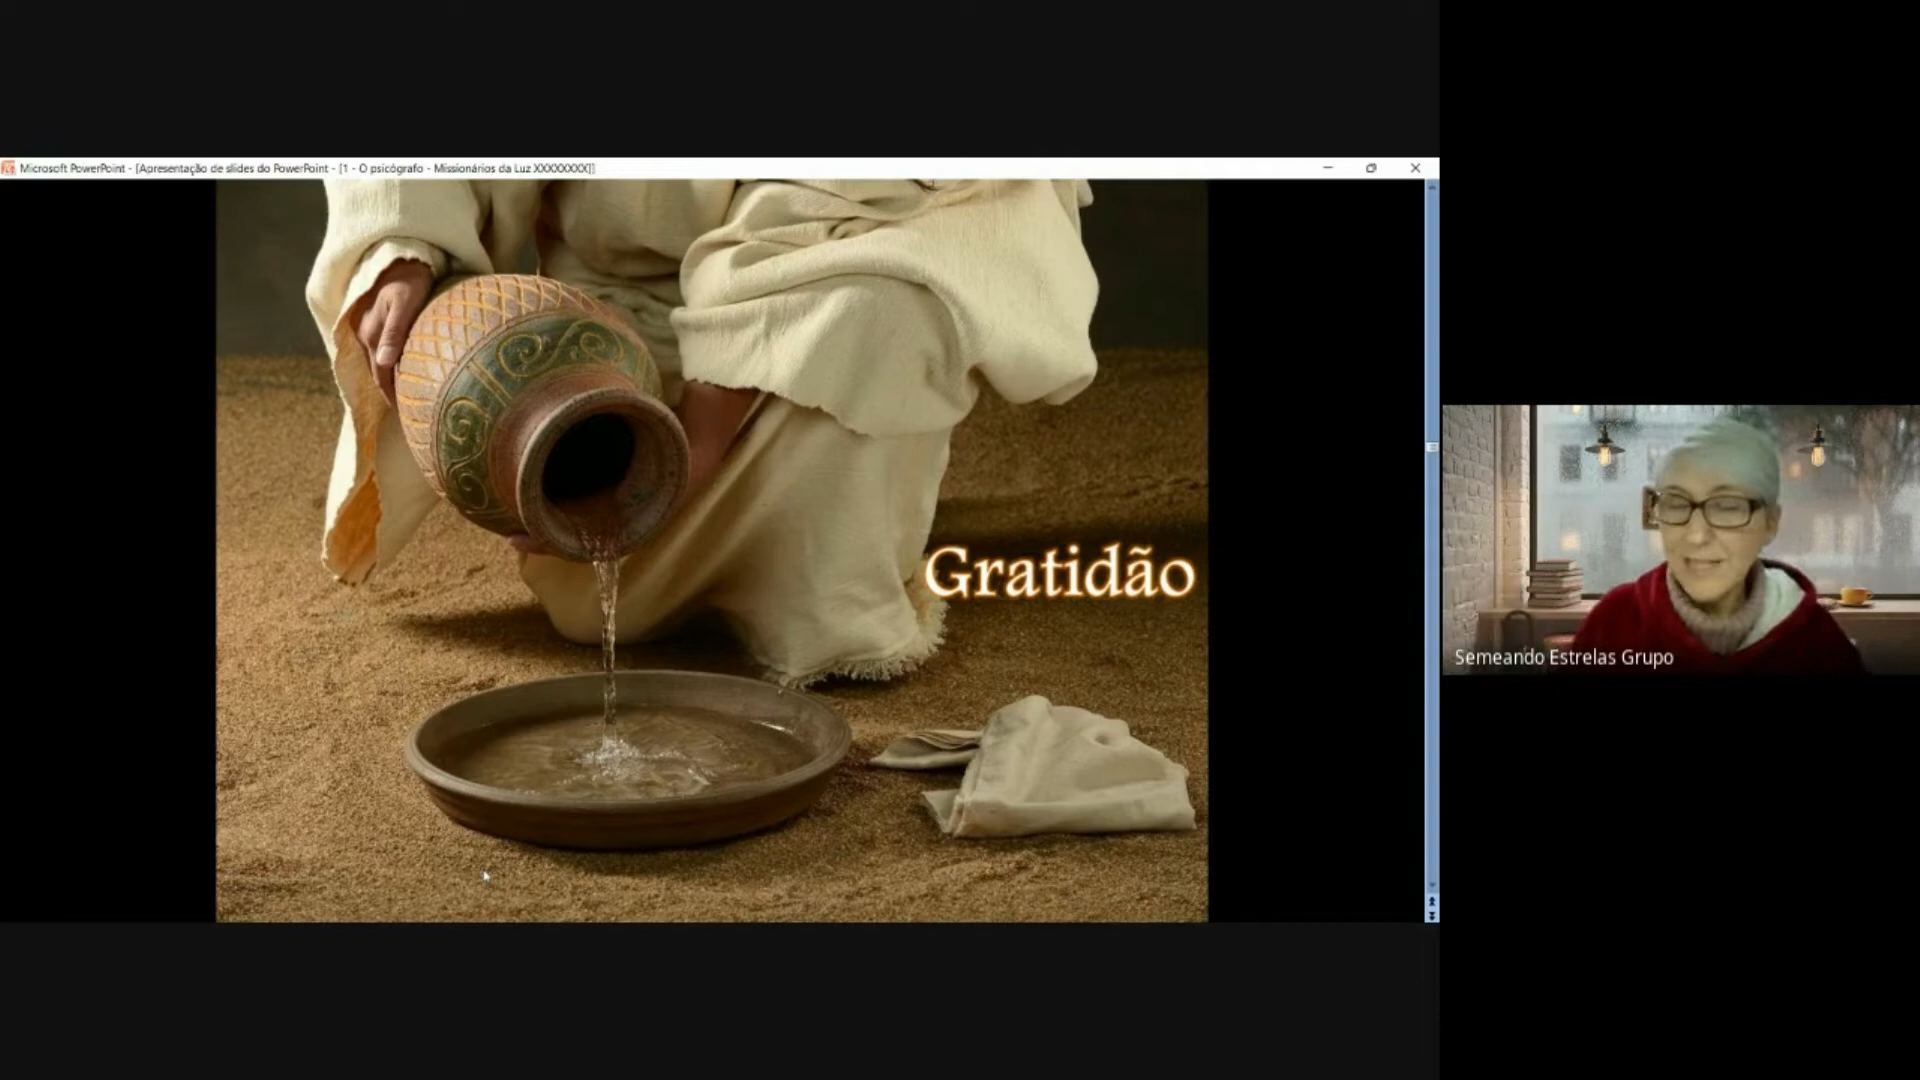 Microsoft PowerPoint - [Apresentação de slides do PowerPoint - [1 - O psicógrafo - Missionários da Luz XXXXXXXX]]
Gratidão
Semeando Estrelas Grupo